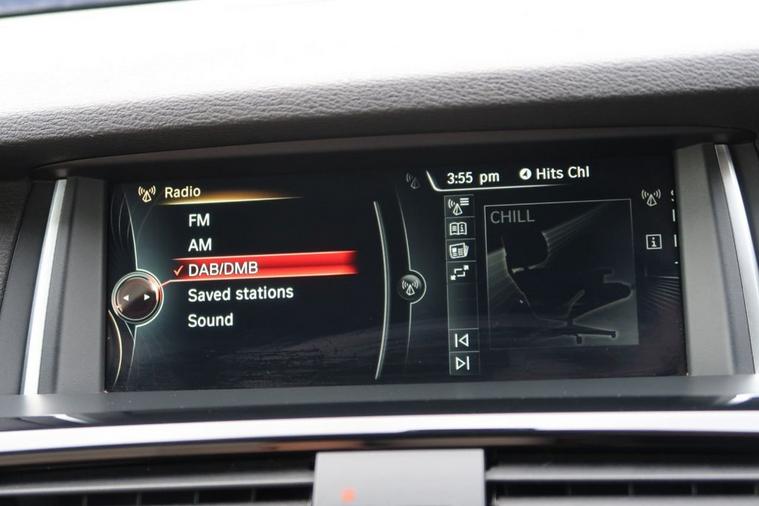 Radio
FM
AM
DAB/DMB
Saved stations
Sound
3:55 pm
Hits Chl
CHILL